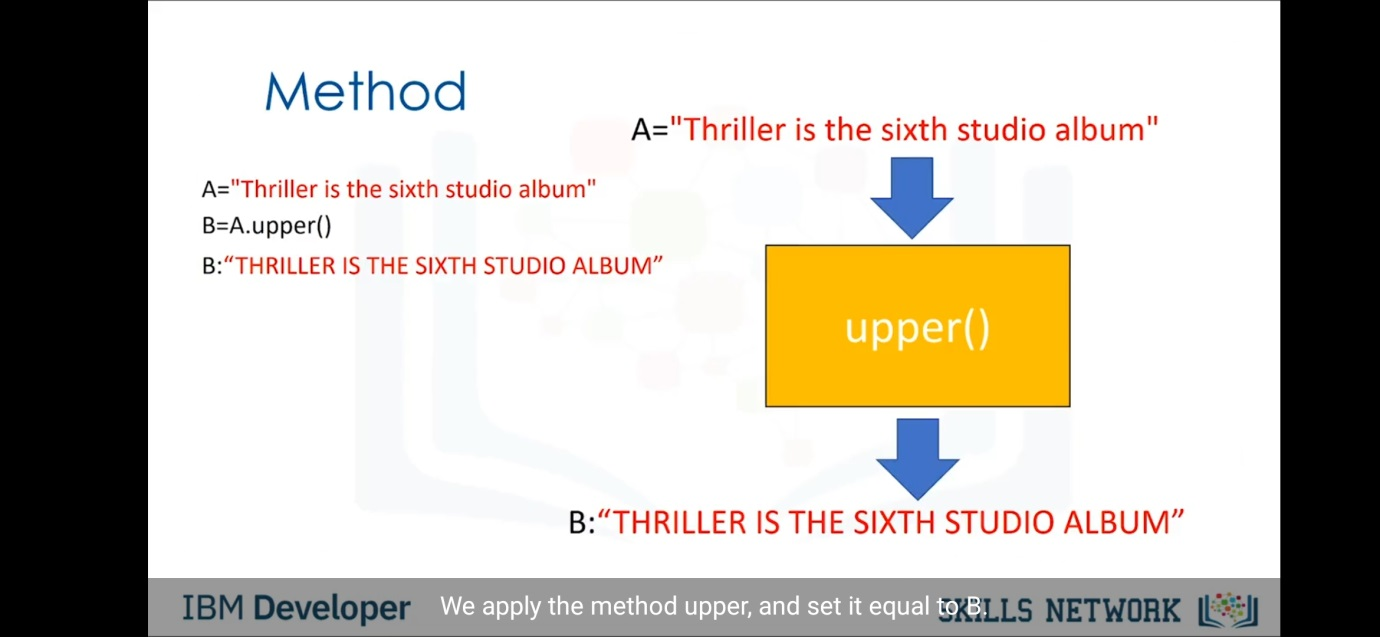 Method
A="Thriller is the sixth studio album"
B=A.upper()
B:“THRILLER IS THE SIXTH STUDIO ALBUM”
A="Thriller is the sixth studio album"
upper()
B:“THRILLER IS THE SIXTH STUDIO ALBUM”
IBM Developer
We apply the method upper, and set it equal to B.
SKILLS NETWORK